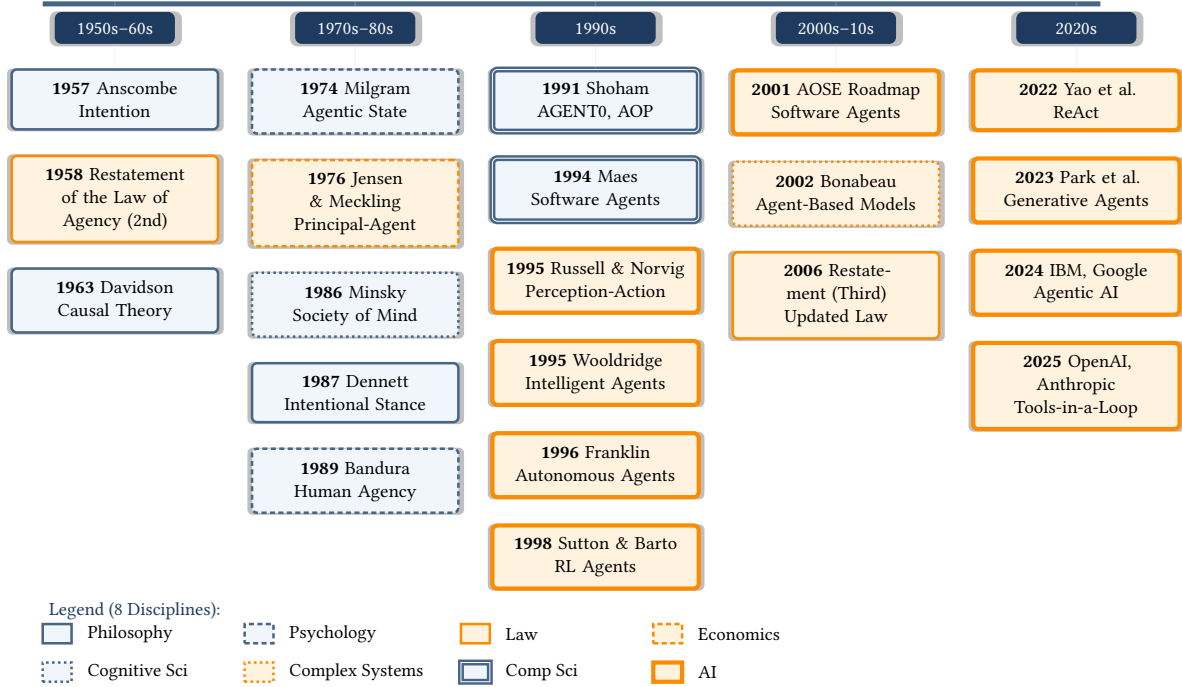 1950s–60s
1957 Anscombe
Intention
1958 Restatement
of the Law of
Agency (2nd)
1963 Davidson
Causal Theory
1970s–80s
1974 Milgram
Agentic State
1976 Jensen
& Meckling
Principal-Agent
1986 Minsky
Society of Mind
1987 Dennett
Intentional Stance
1989 Bandura
Human Agency
1990s
1991 Shoham
AGENT0, AOP
1994 Maes
Software Agents
1995 Russell & Norvig
Perception-Action
1995 Wooldridge
Intelligent Agents
1996 Franklin
Autonomous Agents
1998 Sutton & Barto
RL Agents
2000s–10s
2001 AOSE Roadmap
Software Agents
2002 Bonabeau
Agent-Based Models
2006 Restate-
ment (Third)
Updated Law
2020s
2022 Yao et al.
ReAct
2023 Park et al.
Generative Agents
2024 IBM, Google
Agentic AI
2025 OpenAI,
Anthropic
Tools-in-a-Loop
Legend (8 Disciplines):
Philosophy
Psychology
Law
Economics
Cognitive Sci
Complex Systems
Comp Sci
AI